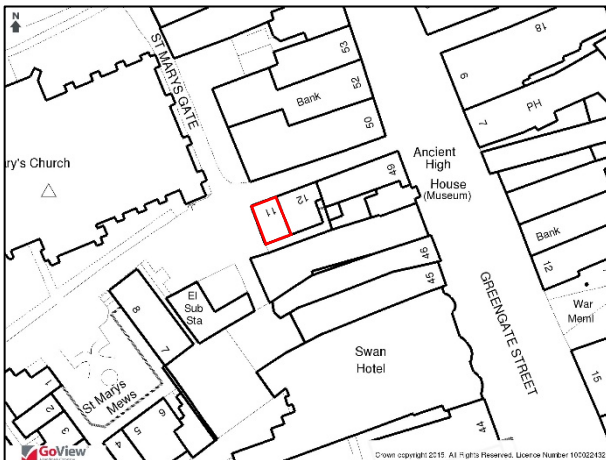 N
ST MARYS GATE
53
52
Bank
50
18
6
7
PH
ary's Church
Ancient
High
House
(Museum)
49
12
11
46
45
Bank
12
El
Sub
Sta
8
7
War
Meml
GREENGATE STREET
Swan
Hotel
15
St Marys
Mews
1
2
3
4
5
6
44
GoView
Crown copyright 2015. All Rights Reserved. Licence Number 100022432